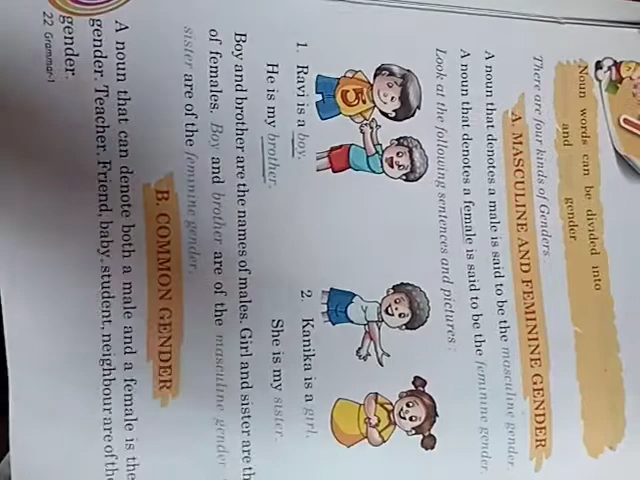 Noun words can be divided into
and gender
There are four kinds of Genders
A. MASCULINE AND FEMININE GENDER
A noun that denotes a male is said to be the masculine gender.
A noun that denotes a female is said to be the feminine gender.
Look at the following sentences and pictures :
5
1. Ravi is a boy. 2. Kanika is a girl.
He is my brother. She is my sister.
Boy and brother are the names of males. Girl and sister are th
of females. Boy and brother are of the masculine gender
sister are of the feminine gender.
B. COMMON GENDER
A noun that can denote both a male and a female is the
gender. Teacher. Friend, baby. student, neighbour are of the
gender.
22 Grammar-1